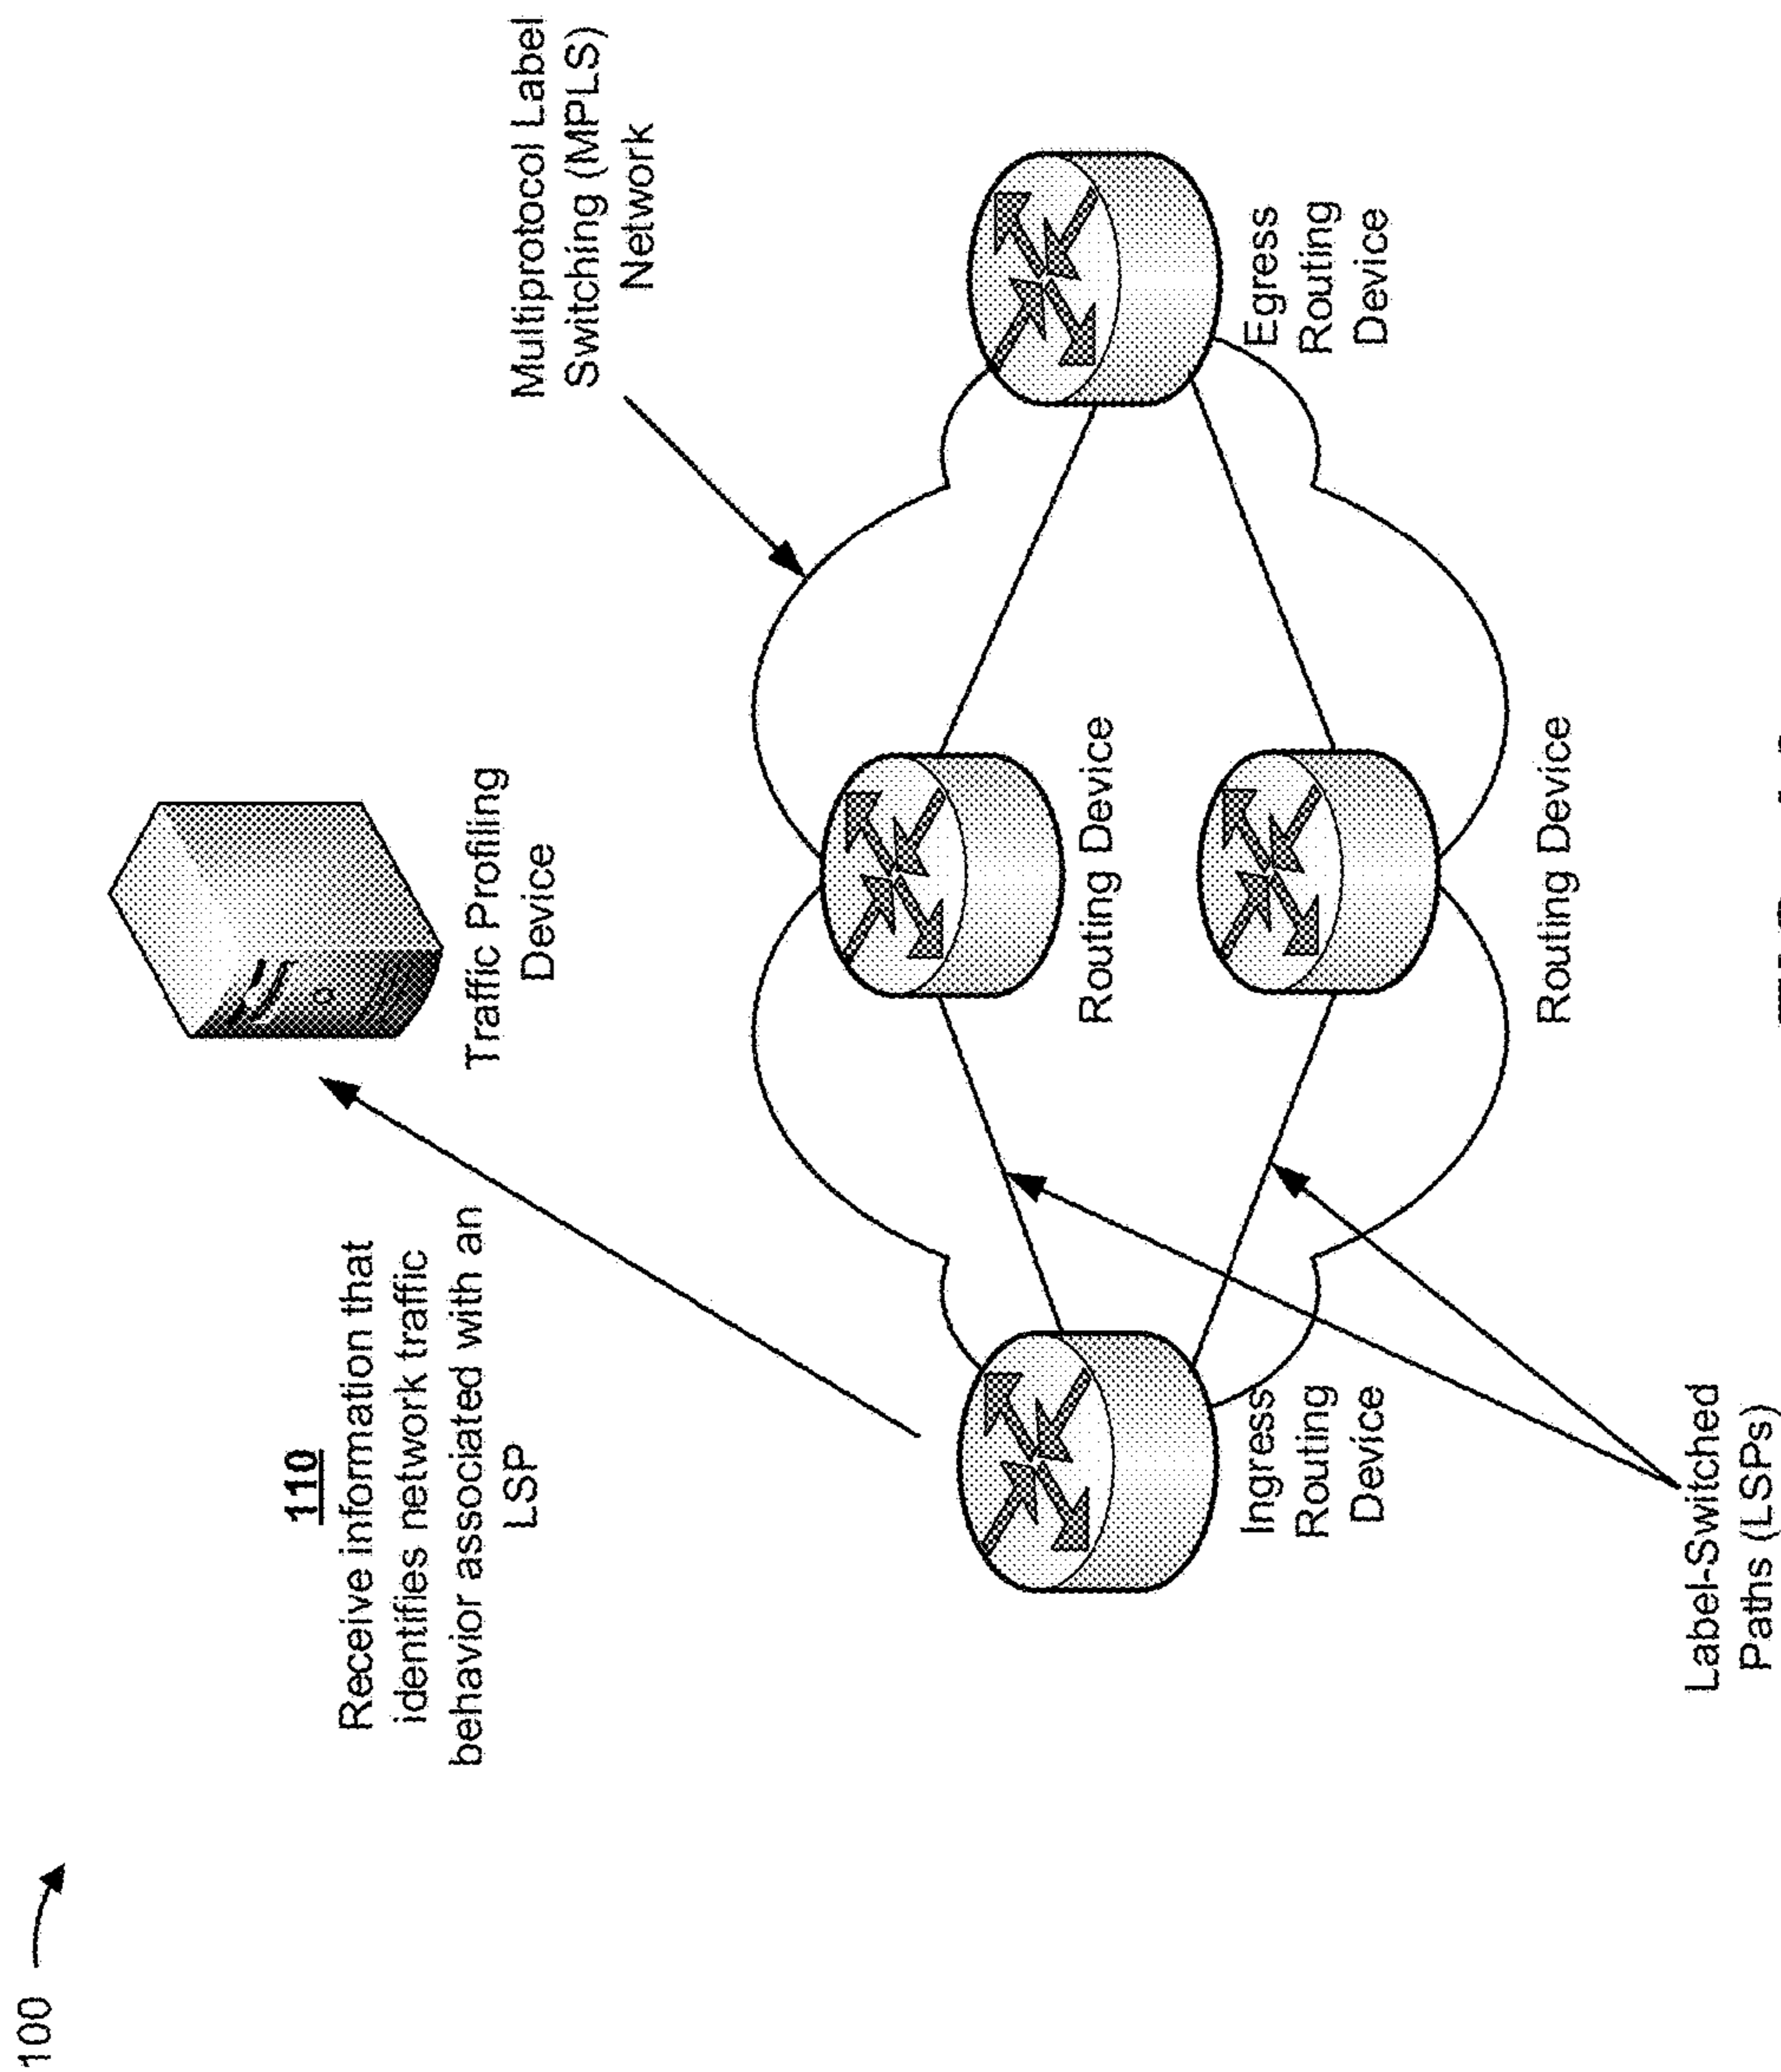 100
110
Receive information that
identifies network traffic
behavior associated with an
LSP
Traffic Profiling
Device
Multiprotocol Label
Switching (MPLS)
Network
Ingress
Routing
Device
Routing Device
Routing Device
Egress
Routing
Device
Label-Switched
Paths (LSPs)